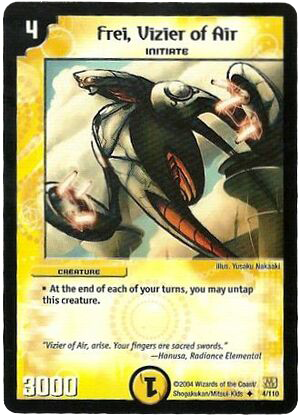 4
Frei, Vizier of Air
INITIATE
illus. Yusaku Nakaaki
CREATURE
At the end of each of your turns, you may untap
this creature.
"Vizier of Air, arise. Your fingers are sacred swords."
—Hanusa, Radiance Elemental
3000
1
©2004 Wizards of the Coast/
Shogakukan/Mitsui-Kids ♦ 4/110